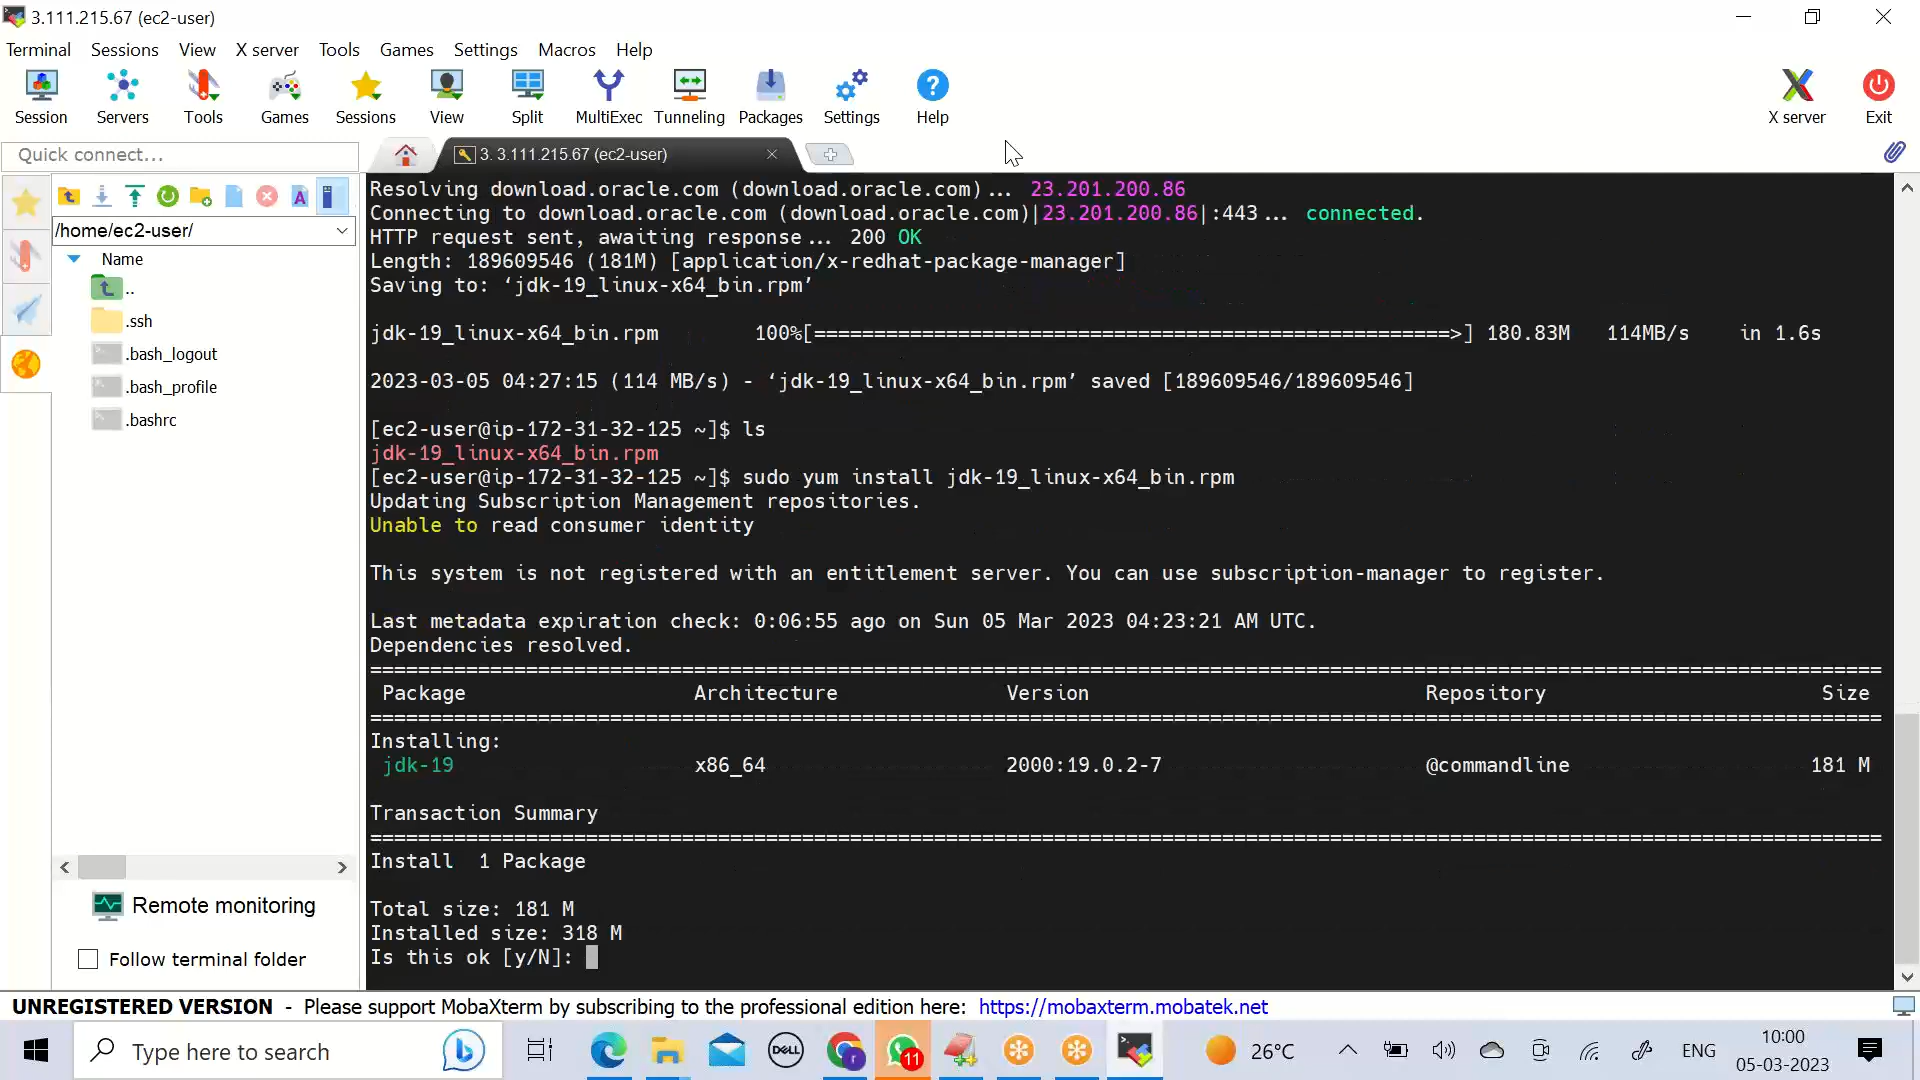 3.111.215.67 (ec2-user)
Terminal Sessions View X server Tools Games Settings Macros Help
Session Servers Tools Games Sessions View Split MultiExec Tunneling Packages Settings Help X server Exit
Quick connect...
3. 3.111.215.67 (ec2-user)
/home/ec2-user/
Name
..
.ssh
.bash_logout
.bash_profile
.bashrc
Remote monitoring
Follow terminal folder
Resolving download.oracle.com (download.oracle.com)... 23.201.200.86
Connecting to download.oracle.com (download.oracle.com)|23.201.200.86|:443... connected.
HTTP request sent, awaiting response... 200 OK
Length: 189609546 (181M) [application/x-redhat-package-manager]
Saving to: ‘jdk-19_linux-x64_bin.rpm’
jdk-19_linux-x64_bin.rpm 100%[=====================================================>] 180.83M 114MB/s in 1.6s
2023-03-05 04:27:15 (114 MB/s) - ‘jdk-19_linux-x64_bin.rpm’ saved [189609546/189609546]
[ec2-user@ip-172-31-32-125 ~]$ ls
jdk-19_linux-x64_bin.rpm
[ec2-user@ip-172-31-32-125 ~]$ sudo yum install jdk-19_linux-x64_bin.rpm
Updating Subscription Management repositories.
Unable to read consumer identity
This system is not registered with an entitlement server. You can use subscription-manager to register.
Last metadata expiration check: 0:06:55 ago on Sun 05 Mar 2023 04:23:21 AM UTC.
Dependencies resolved.
Package Architecture Version Repository Size
Installing:
jdk-19 x86_64 2000:19.0.2-7 @commandline 181 M
Transaction Summary
Install 1 Package
Total size: 181 M
Installed size: 318 M
Is this ok [y/N]:
UNREGISTERED VERSION - Please support MobaXterm by subscribing to the professional edition here: https://mobaxterm.mobatek.net
Type here to search
DELL
11
26°C
ENG
10:00
05-03-2023